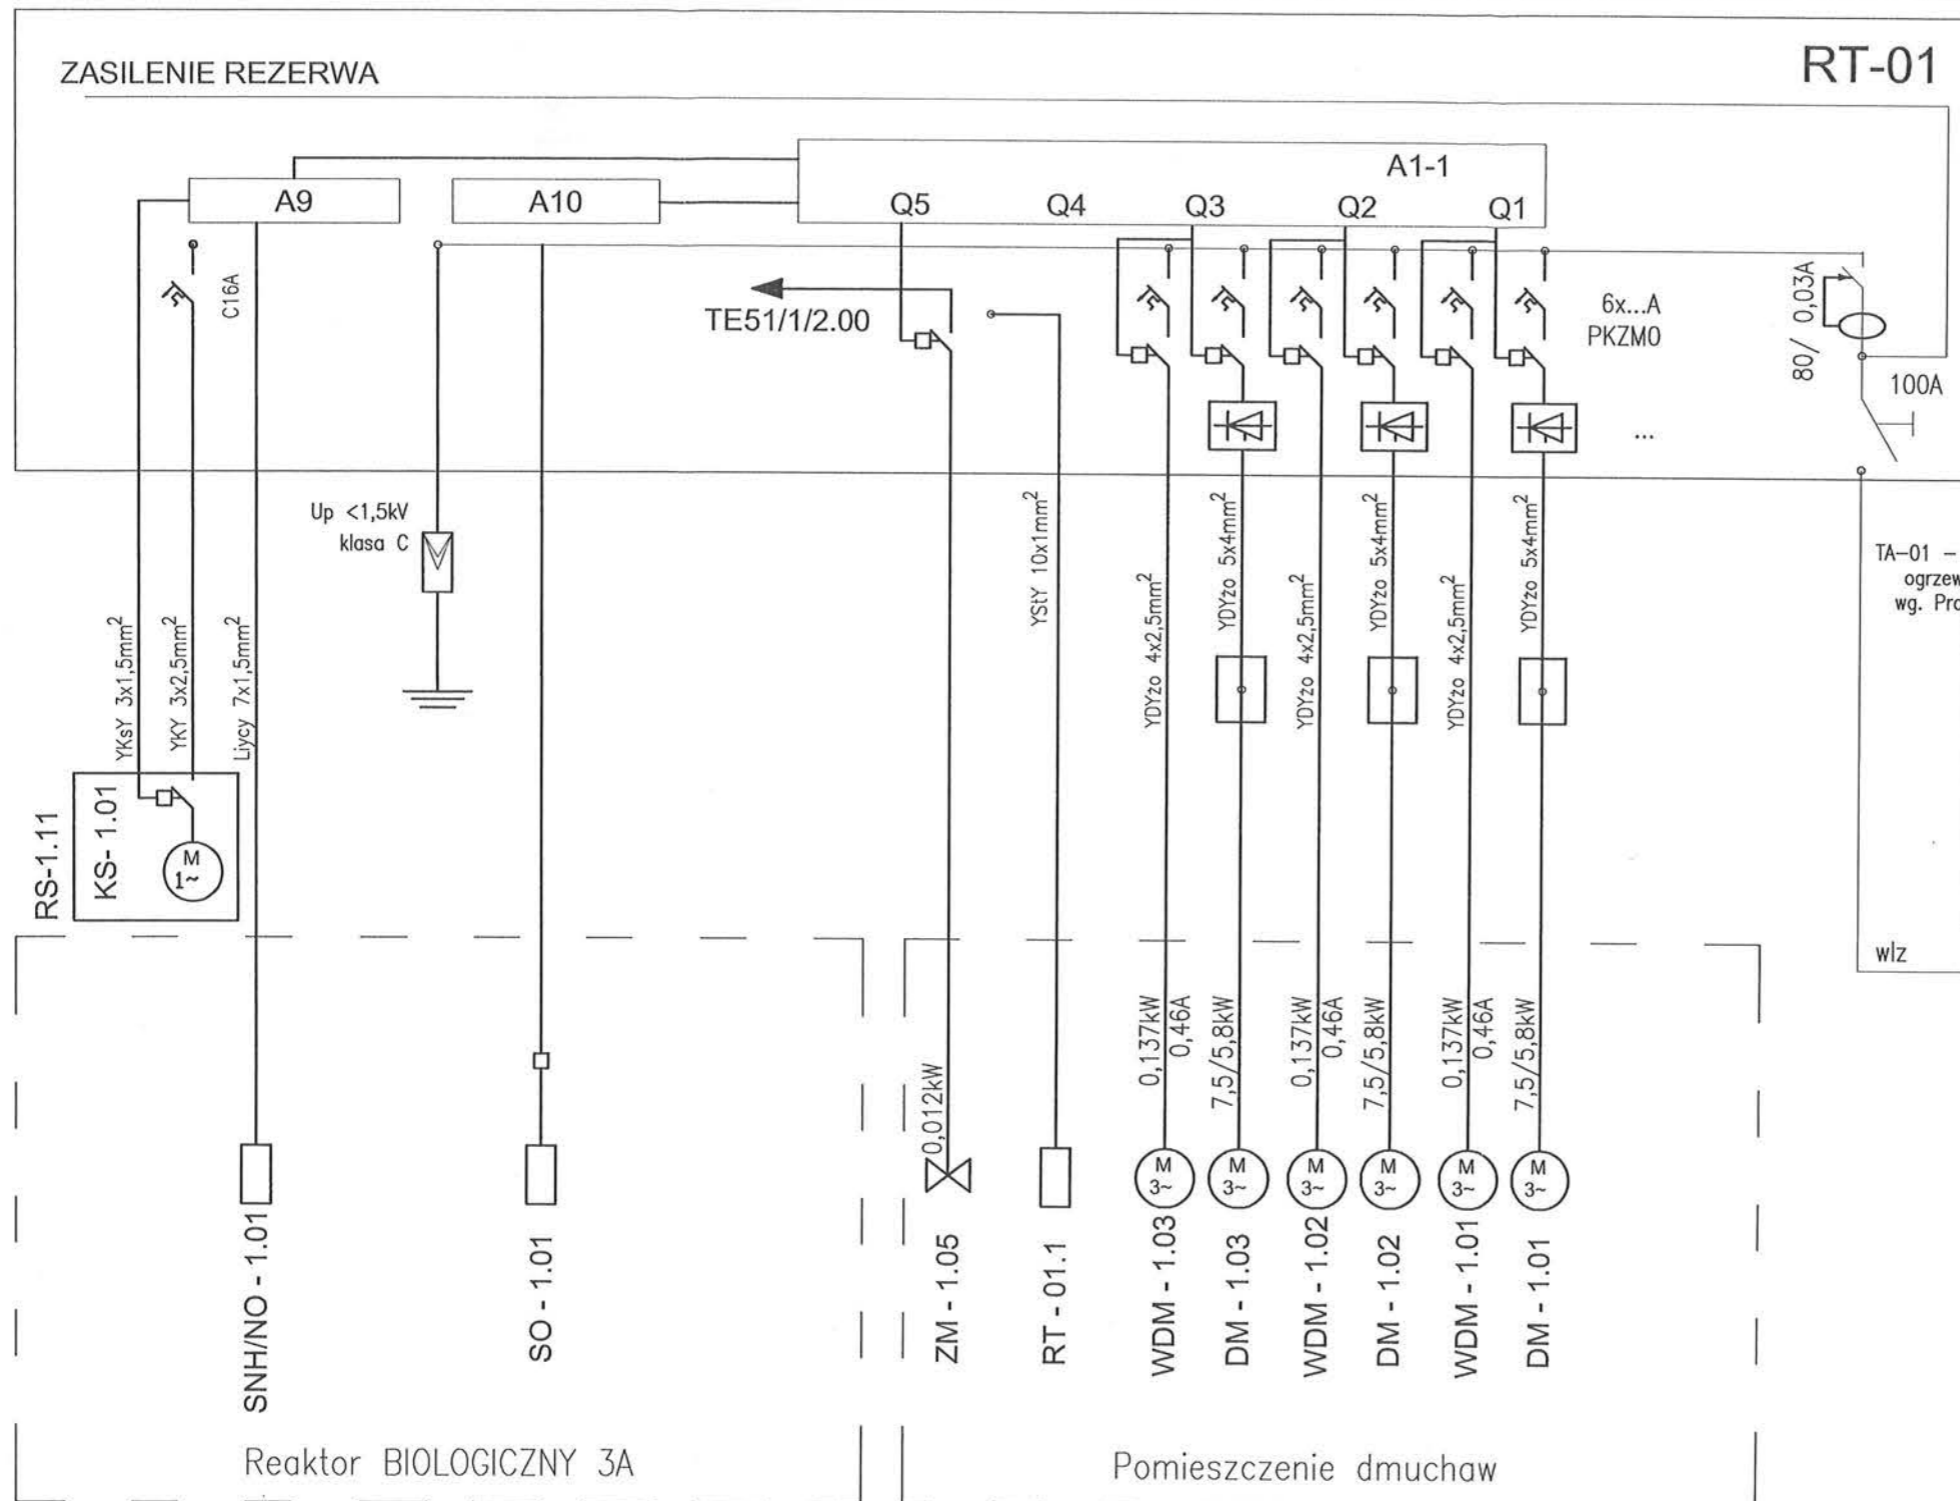 ZASILENIE REZERWA
RT-01
A1-1
A9
A10
Q5
Q4
Q3
Q2
Q1
C16A
TE51/1/2.00
6x...A
PKZM0
80/ 0,03A
100A
...
Up <1,5kV
klasa C
YKsY 3x1,5mm²
YKY 3x2,5mm²
Liycy 7x1,5mm²
YStY 10x1mm²
YDYżo 4x2,5mm²
YDYżo 5x4mm²
YDYżo 4x2,5mm²
YDYżo 5x4mm²
YDYżo 4x2,5mm²
YDYżo 5x4mm²
TA-01 -
ogrzew
wg. Pro
RS-1.11
KS- 1.01
M
1~
wlz
0,012kW
0,137kW
0,46A
7,5/5,8kW
0,137kW
0,46A
7,5/5,8kW
0,137kW
0,46A
7,5/5,8kW
M
3~
M
3~
M
3~
M
3~
M
3~
M
3~
SNH/NO - 1.01
SO - 1.01
ZM - 1.05
RT - 01.1
WDM - 1.03
DM - 1.03
WDM - 1.02
DM - 1.02
WDM - 1.01
DM - 1.01
Reaktor BIOLOGICZNY 3A
Pomieszczenie dmuchaw